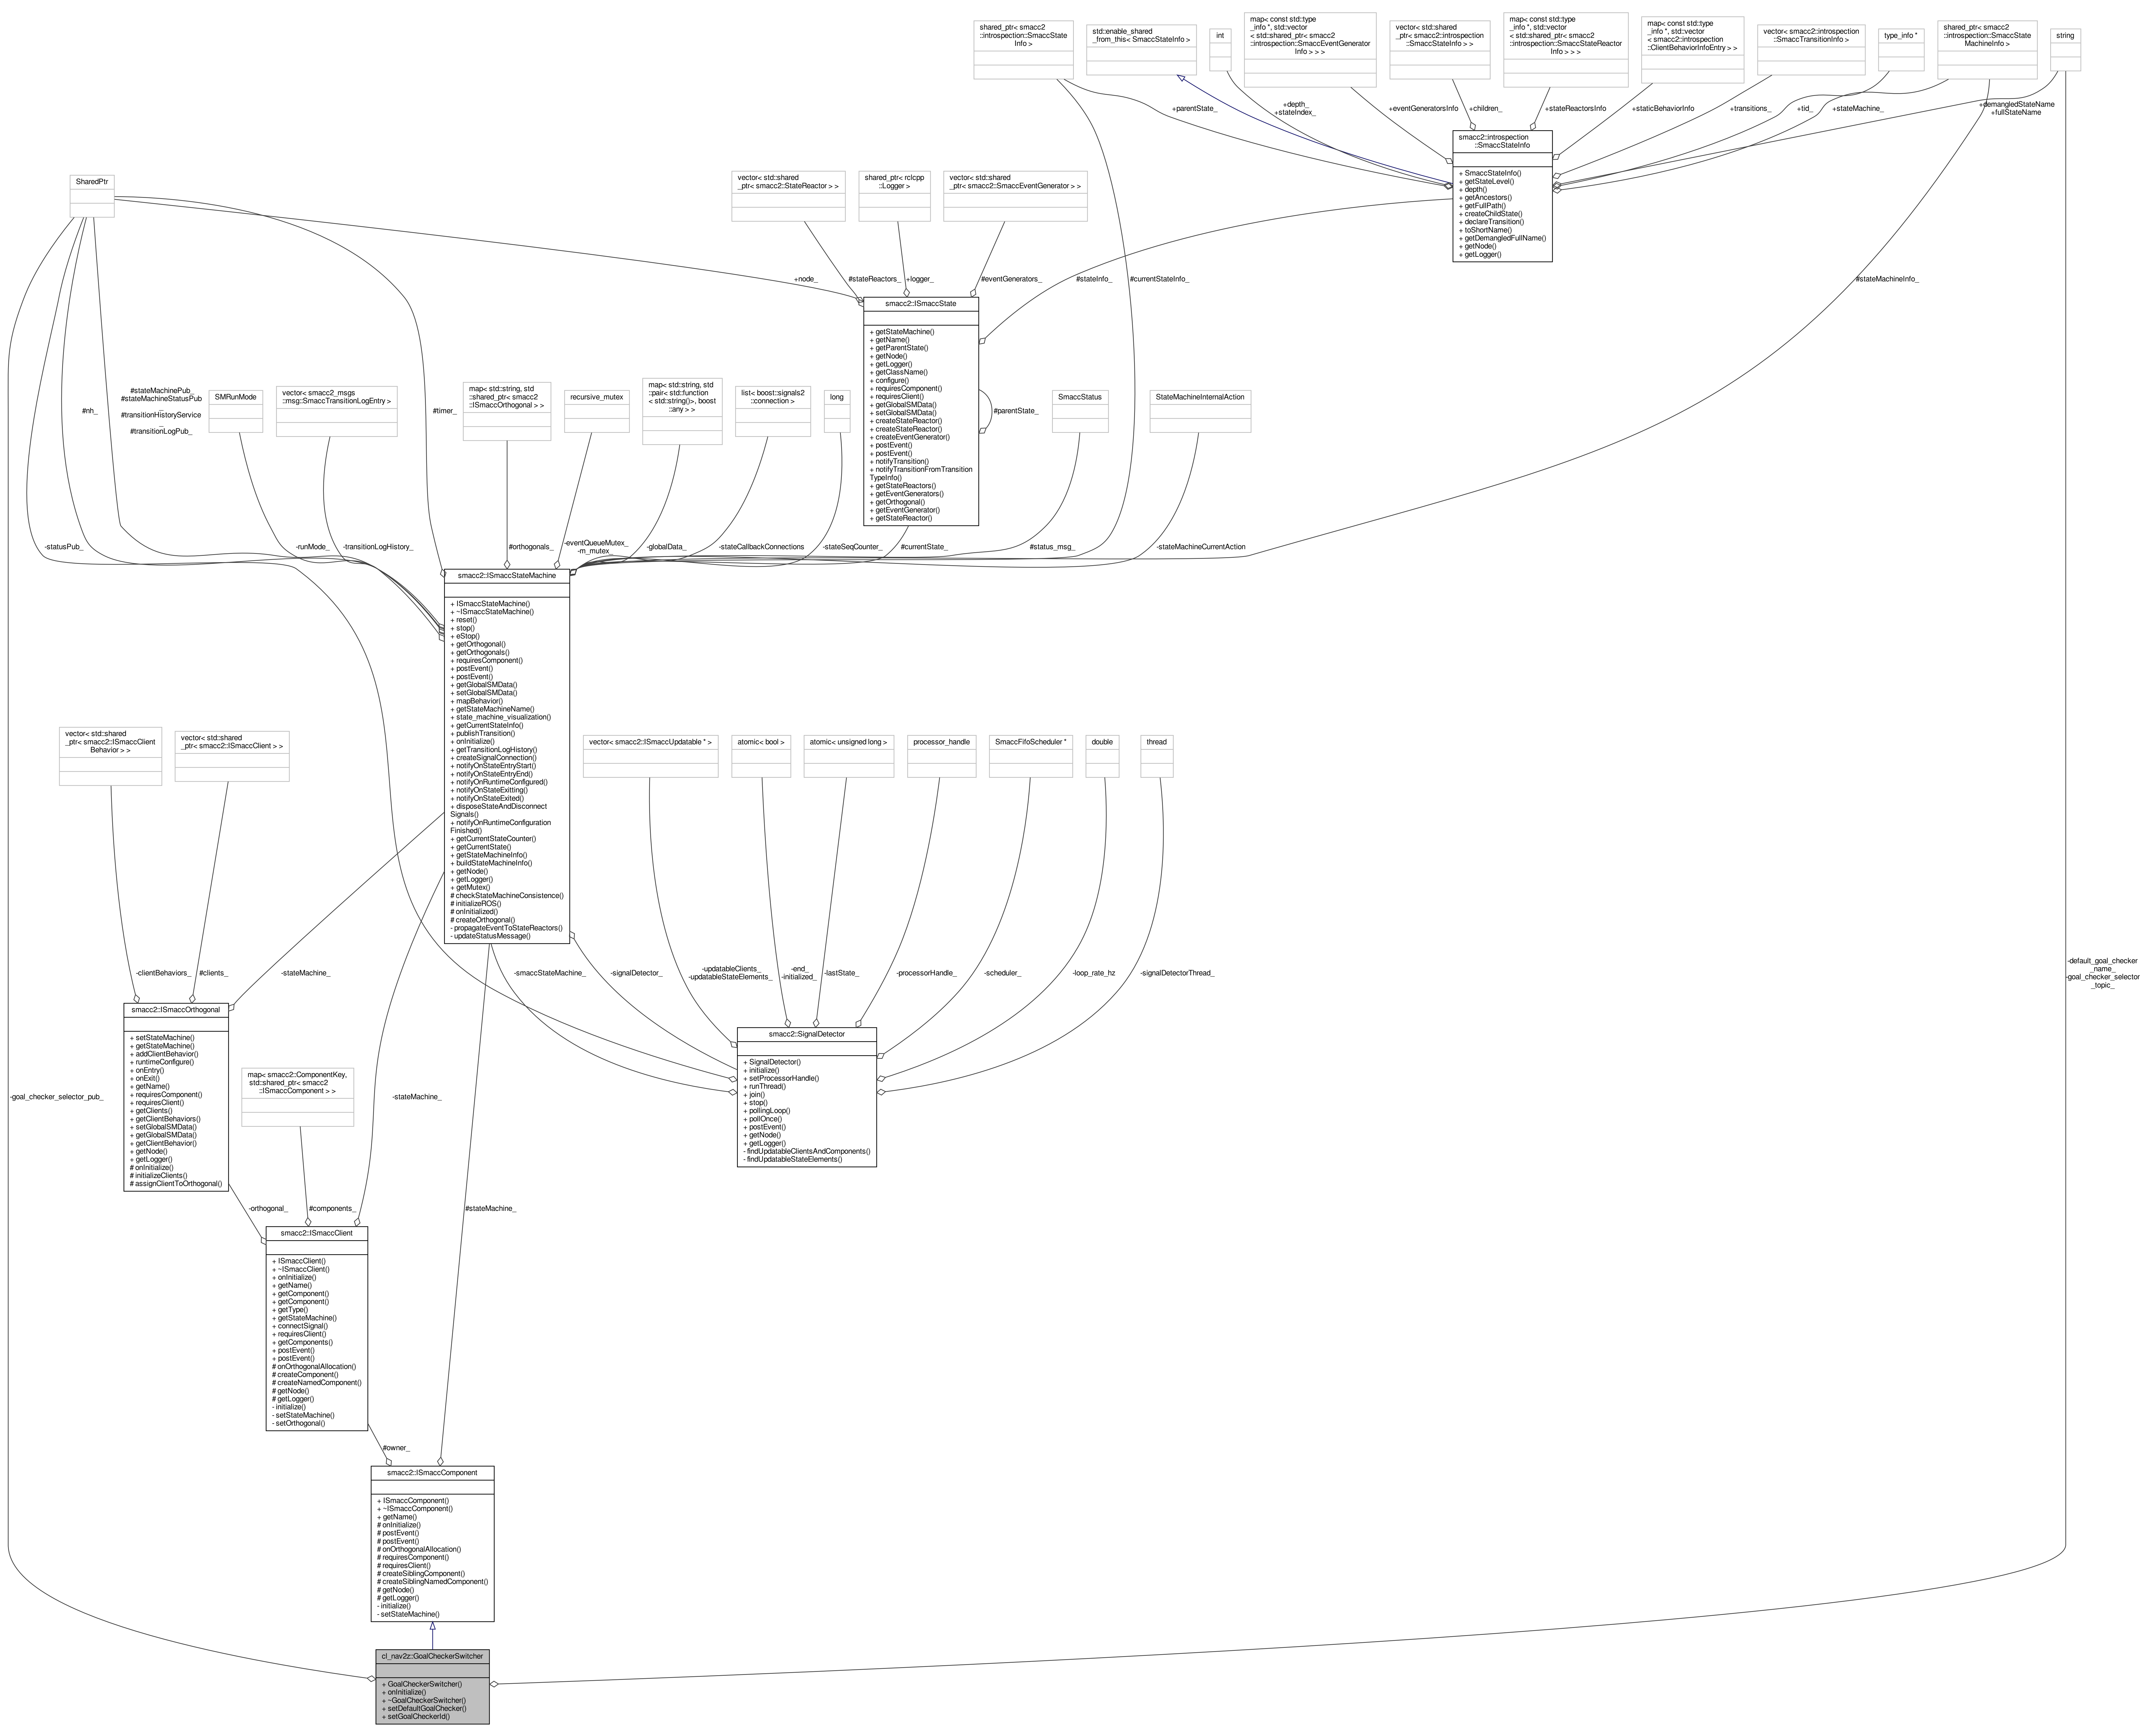 shared_ptr< smacc2
::introspection::SmaccState
Info >
std::enable_shared
_from_this< SmaccStateInfo >
int
map< const std::type
_info *, std::vector
< std::shared_ptr< smacc2
::introspection::SmaccEventGenerator
Info > > >
vector< std::shared
_ptr< smacc2::introspection
::SmaccStateInfo > >
map< const std::type
_info *, std::vector
< std::shared_ptr< smacc2
::introspection::SmaccStateReactor
Info > > >
map< const std::type
_info *, std::vector
< smacc2::introspection
::ClientBehaviorInfoEntry > >
vector< smacc2::introspection
::SmaccTransitionInfo >
type_info *
shared_ptr< smacc2
::introspection::SmaccState
MachineInfo >
string
+parentState_
+depth_
+stateIndex_
+eventGeneratorsInfo
+children_
+stateReactorsInfo
+staticBehaviorInfo
+transitions_
+tid_
+stateMachine_
+demangledStateName
+fullStateName
smacc2::introspection
::SmaccStateInfo
+ SmaccStateInfo()
+ getStateLevel()
+ depth()
+ getAncestors()
+ getFullPath()
+ createChildState()
+ declareTransition()
+ toShortName()
+ getDemangledFullName()
+ getNode()
+ getLogger()
SharedPtr
vector< std::shared
_ptr< smacc2::StateReactor > >
shared_ptr< rclcpp
::Logger >
vector< std::shared
_ptr< smacc2::SmaccEventGenerator > >
+node_
#stateReactors_
+logger_
#eventGenerators_
#stateInfo_
#currentStateInfo_
#stateMachineInfo_
smacc2::ISmaccState
+ getStateMachine()
+ getName()
+ getParentState()
+ getNode()
+ getLogger()
+ getClassName()
+ configure()
+ requiresComponent()
+ requiresClient()
+ getGlobalSMData()
+ setGlobalSMData()
+ createStateReactor()
+ createStateReactor()
+ createEventGenerator()
+ postEvent()
+ postEvent()
+ notifyTransition()
+ notifyTransitionFromTransition
TypeInfo()
+ getStateReactors()
+ getEventGenerators()
+ getOrthogonal()
+ getEventGenerator()
+ getStateReactor()
#parentState_
#nh_
#stateMachinePub_
#stateMachineStatusPub
_
#transitionHistoryService
_
#transitionLogPub_
SMRunMode
vector< smacc2_msgs
::msg::SmaccTransitionLogEntry >
#timer_
map< std::string, std
::shared_ptr< smacc2
::ISmaccOrthogonal > >
recursive_mutex
map< std::string, std
::pair< std::function
< std::string()>, boost
::any > >
list< boost::signals2
::connection >
long
SmaccStatus
StateMachineInternalAction
-statusPub_
-runMode_
-transitionLogHistory_
#orthogonals_
-eventQueueMutex_
-m_mutex_
-globalData_
-stateCallbackConnections
-stateSeqCounter_
#currentState_
#status_msg_
-stateMachineCurrentAction
smacc2::ISmaccStateMachine
+ ISmaccStateMachine()
+ ~ISmaccStateMachine()
+ reset()
+ stop()
+ eStop()
+ getOrthogonal()
+ getOrthogonals()
+ requiresComponent()
+ postEvent()
+ postEvent()
+ getGlobalSMData()
+ setGlobalSMData()
+ mapBehavior()
+ getStateMachineName()
+ state_machine_visualization()
+ getCurrentStateInfo()
+ publishTransition()
+ onInitialize()
+ getTransitionLogHistory()
+ createSignalConnection()
+ notifyOnStateEntryStart()
+ notifyOnStateEntryEnd()
+ notifyOnRuntimeConfigured()
+ notifyOnStateExitting()
+ notifyOnStateExited()
+ disposeStateAndDisconnect
Signals()
+ notifyOnRuntimeConfiguration
Finished()
+ getCurrentStateCounter()
+ getCurrentState()
+ getStateMachineInfo()
+ buildStateMachineInfo()
+ getNode()
+ getLogger()
+ getMutex()
# checkStateMachineConsistence()
# initializeROS()
# onInitialized()
# createOrthogonal()
- propagateEventToStateReactors()
- updateStatusMessage()
vector< std::shared
_ptr< smacc2::ISmaccClient
Behavior > >
vector< std::shared
_ptr< smacc2::ISmaccClient > >
vector< smacc2::ISmaccUpdatable * >
atomic< bool >
atomic< unsigned long >
processor_handle
SmaccFifoScheduler *
double
thread
-clientBehaviors_
#clients_
-stateMachine_
-smaccStateMachine_
-signalDetector_
-updatableClients_
-updatableStateElements_
-end_
-initialized_
-lastState_
-processorHandle_
-scheduler_
-loop_rate_hz
-signalDetectorThread_
-default_goal_checker
_name_
-goal_checker_selector
_topic_
smacc2::ISmaccOrthogonal
+ setStateMachine()
+ getStateMachine()
+ addClientBehavior()
+ runtimeConfigure()
+ onEntry()
+ onExit()
+ getName()
+ requiresComponent()
+ requiresClient()
+ getClients()
+ getClientBehaviors()
+ setGlobalSMData()
+ getGlobalSMData()
+ getClientBehavior()
+ getNode()
+ getLogger()
# onInitialize()
# initializeClients()
# assignClientToOrthogonal()
smacc2::SignalDetector
+ SignalDetector()
+ initialize()
+ setProcessorHandle()
+ runThread()
+ join()
+ stop()
+ pollingLoop()
+ pollOnce()
+ postEvent()
+ getNode()
+ getLogger()
- findUpdatableClientsAndComponents()
- findUpdatableStateElements()
map< smacc2::ComponentKey,
std::shared_ptr< smacc2
::ISmaccComponent > >
-goal_checker_selector_pub_
-stateMachine_
-orthogonal_
#components_
#stateMachine_
smacc2::ISmaccClient
+ ISmaccClient()
+ ~ISmaccClient()
+ onInitialize()
+ getName()
+ getComponent()
+ getComponent()
+ getType()
+ getStateMachine()
+ connectSignal()
+ requiresClient()
+ getComponents()
+ postEvent()
+ postEvent()
# onOrthogonalAllocation()
# createComponent()
# createNamedComponent()
# getNode()
# getLogger()
- initialize()
- setStateMachine()
- setOrthogonal()
#owner_
smacc2::ISmaccComponent
+ ISmaccComponent()
+ ~ISmaccComponent()
+ getName()
# onInitialize()
# postEvent()
# postEvent()
# onOrthogonalAllocation()
# requiresComponent()
# requiresClient()
# createSiblingComponent()
# createSiblingNamedComponent()
# getNode()
# getLogger()
- initialize()
- setStateMachine()
cl_nav2z::GoalCheckerSwitcher
+ GoalCheckerSwitcher()
+ onInitialize()
+ ~GoalCheckerSwitcher()
+ setDefaultGoalChecker()
+ setGoalCheckerId()